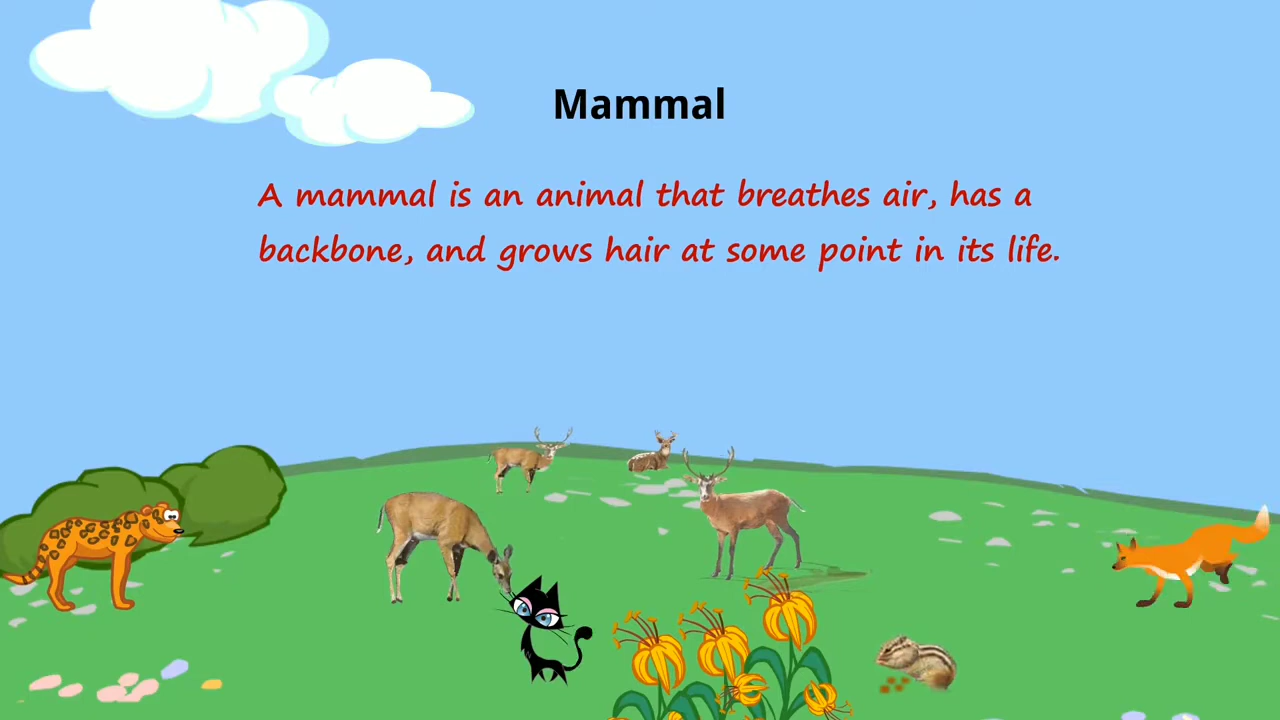 Mammal
A mammal is an animal that breathes air, has a
backbone, and grows hair at some point in its life.